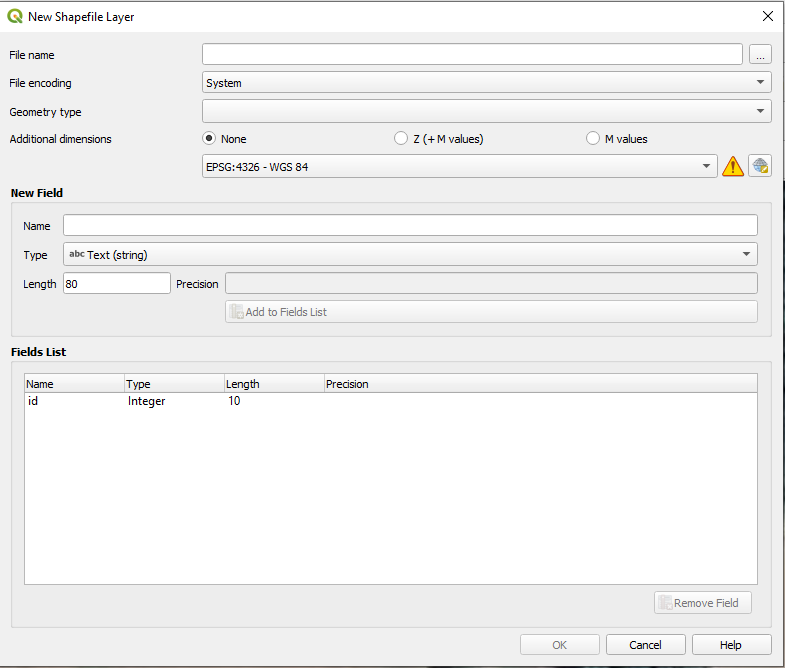 New Shapefile Layer
File name
...
File encoding System
Geometry type
Additional dimensions None Z (+ M values) M values
EPSG:4326 - WGS 84
New Field
Name
Type abc Text (string)
Length 80 Precision
Add to Fields List
Fields List
Name Type Length Precision
id Integer 10
Remove Field
OK Cancel Help